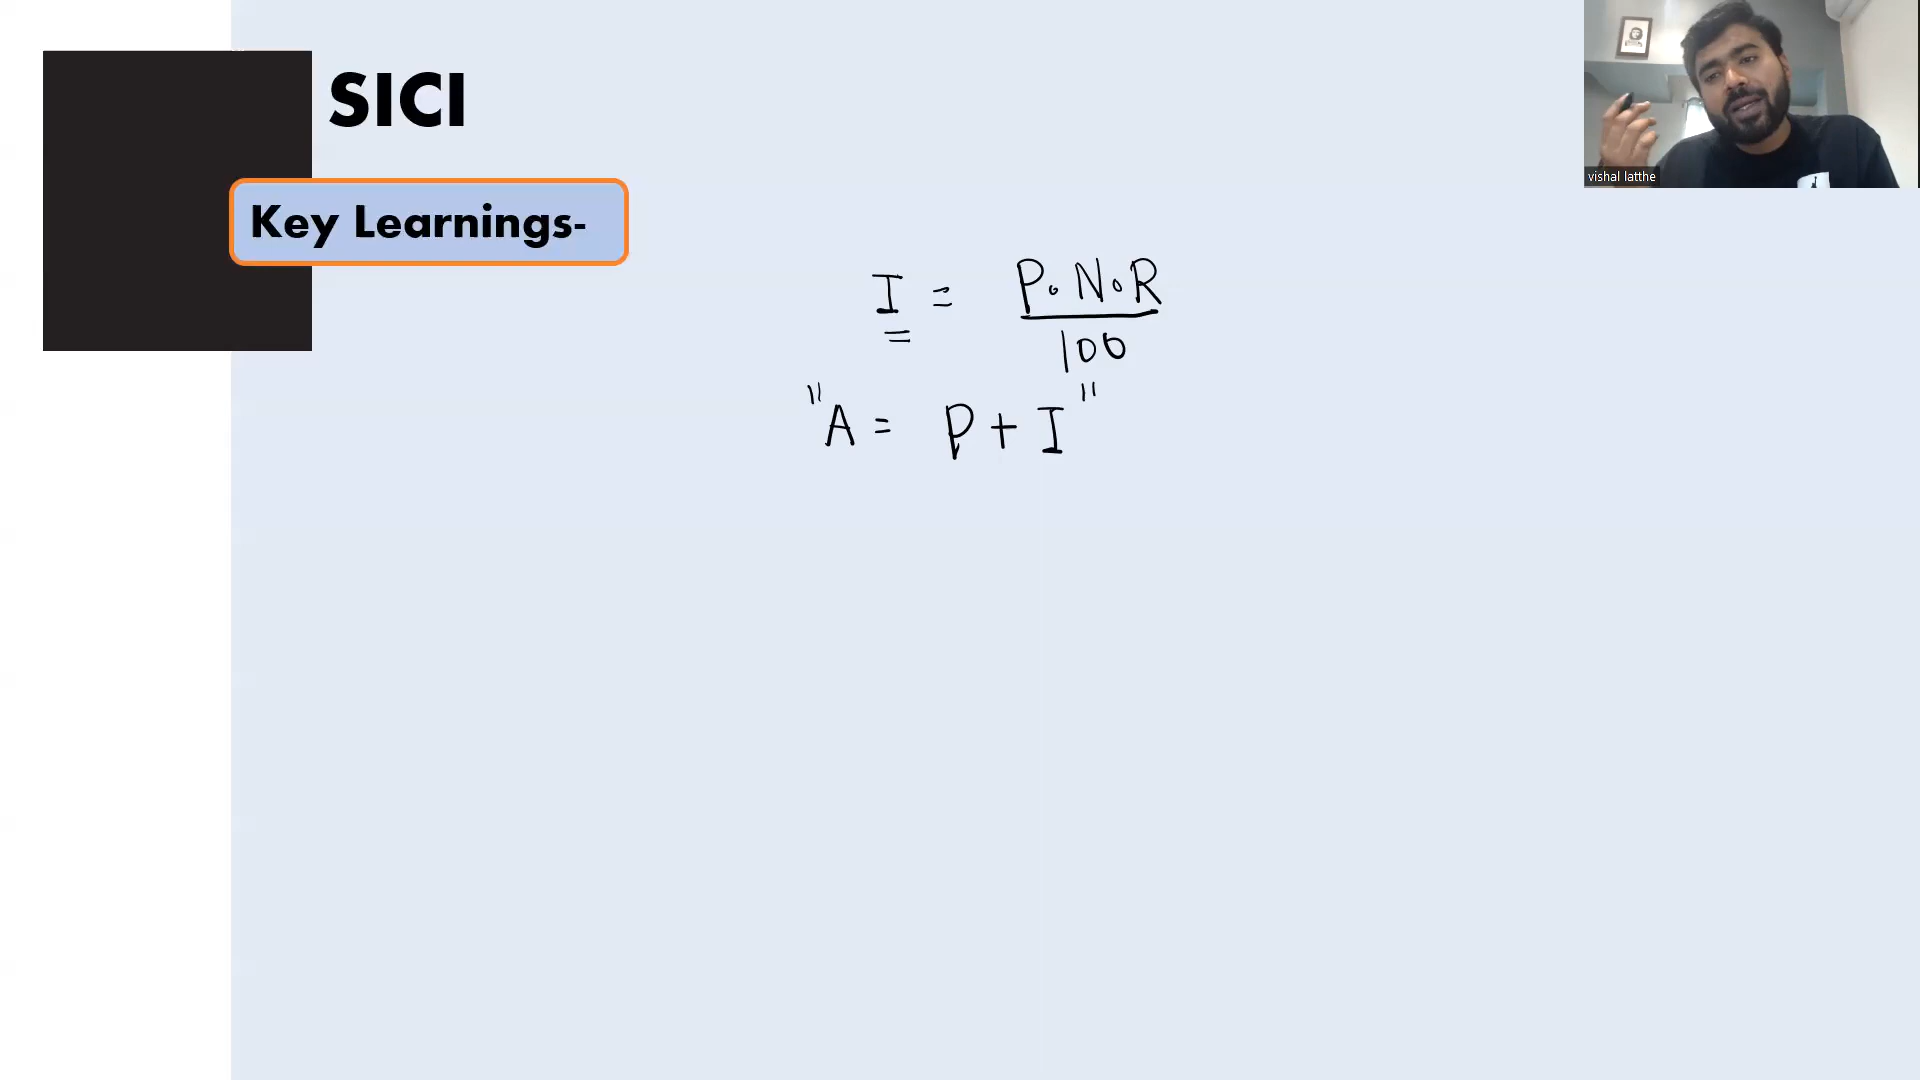 SICI
vishal latthe
Key Learnings-
I = P.N.R
100
"A = P + I"